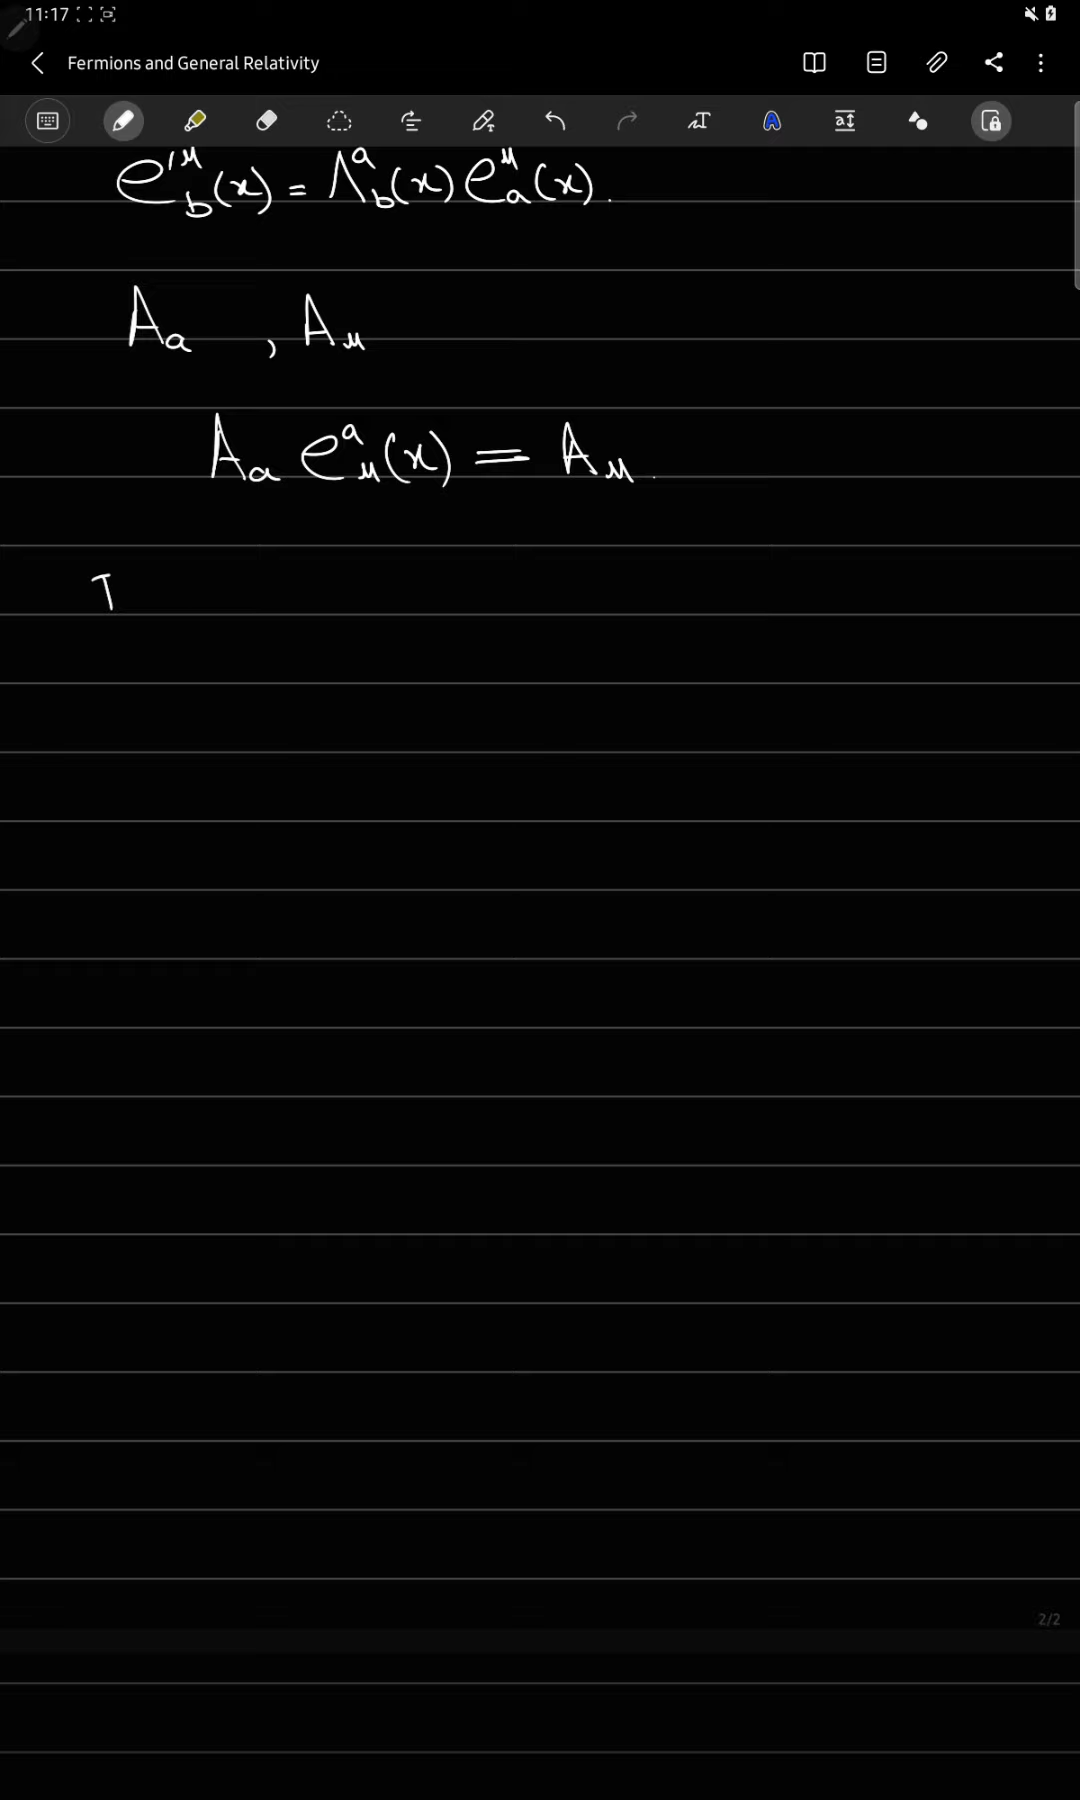 11:17
Fermions and General Relativity
e'^μ_b(x) = Λ^a_b(x) e^μ_a(x).
A_a , A_μ
A_a e^a_μ(x) = A_μ.
T
2/2